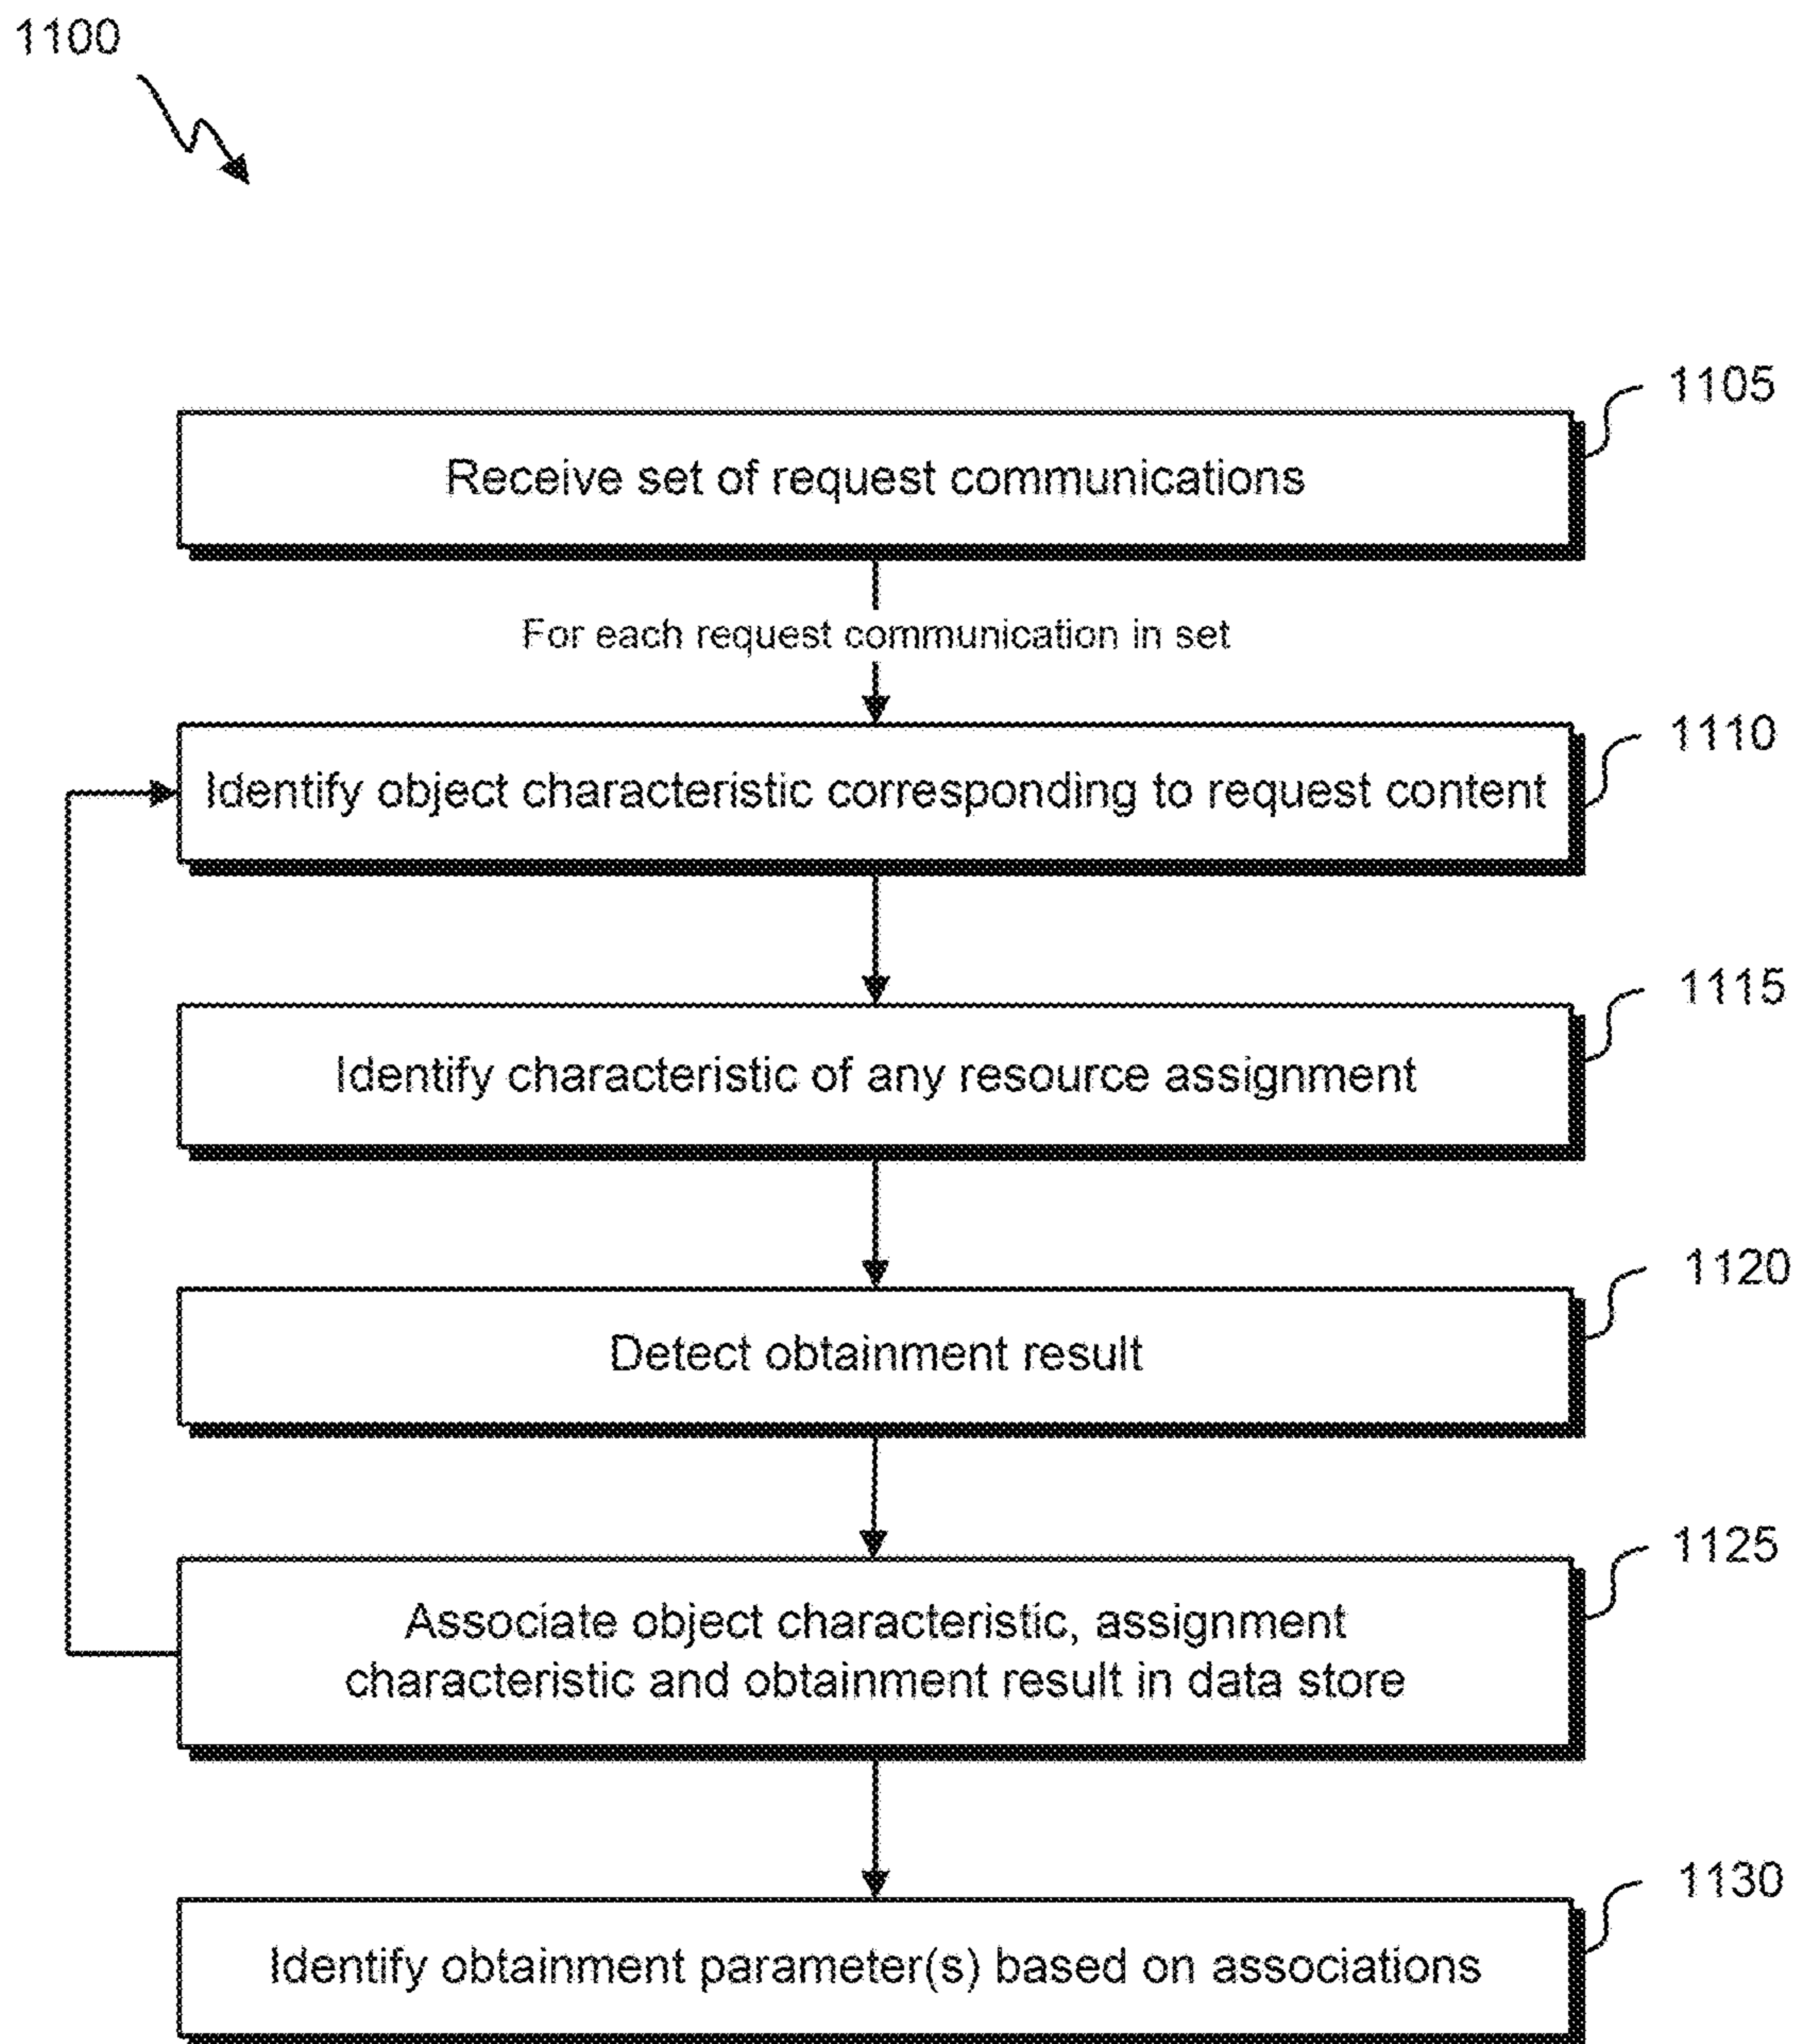 1100
1105
Receive set of request communications
For each request communication in set
1110
Identify object characteristic corresponding to request content
1115
Identify characteristic of any resource assignment
1120
Detect obtainment result
1125
Associate object characteristic, assignment
characteristic and obtainment result in data store
1130
Identify obtainment parameter(s) based on associations